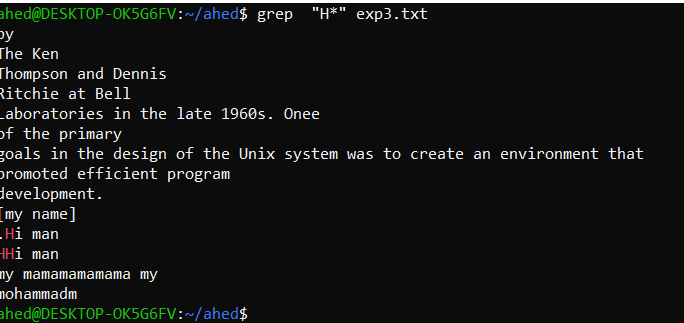 ahed@DESKTOP-OK5G6FV:~/ahed$ grep  "H*" exp3.txt
by
The Ken
Thompson and Dennis
Ritchie at Bell
Laboratories in the late 1960s. Onee
of the primary
goals in the design of the Unix system was to create an environment that
promoted efficient program
development.
[my name]
.Hi man
HHi man
my mamamamamama my
mohammadm
ahed@DESKTOP-OK5G6FV:~/ahed$